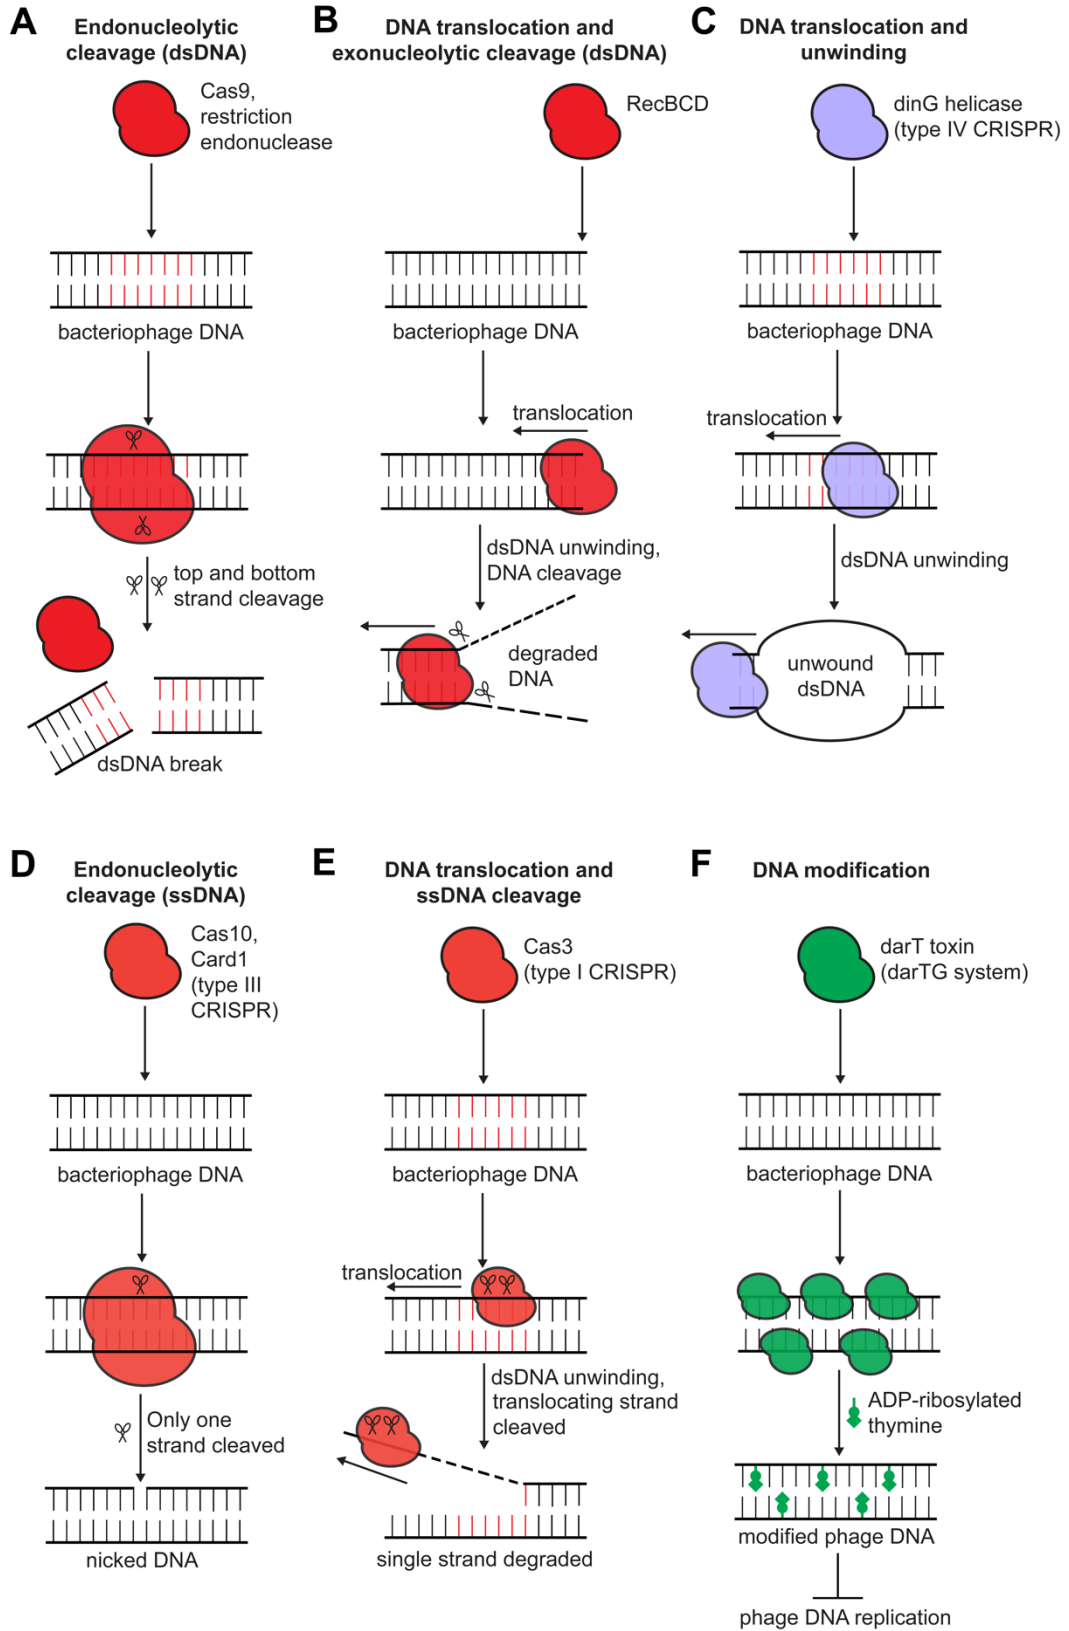 A
Endonucleolytic
cleavage (dsDNA)
Cas9,
restriction
endonuclease
bacteriophage DNA
top and bottom
strand cleavage
dsDNA break
B
DNA translocation and
exonucleolytic cleavage (dsDNA)
RecBCD
bacteriophage DNA
translocation
dsDNA unwinding,
DNA cleavage
degraded
DNA
C
DNA translocation and
unwinding
dinG helicase
(type IV CRISPR)
bacteriophage DNA
translocation
dsDNA unwinding
unwound
dsDNA
D
Endonucleolytic
cleavage (ssDNA)
Cas10,
Card1
(type III
CRISPR)
bacteriophage DNA
Only one
strand cleaved
nicked DNA
E
DNA translocation and
ssDNA cleavage
Cas3
(type I CRISPR)
bacteriophage DNA
translocation
dsDNA unwinding,
translocating strand
cleaved
single strand degraded
F
DNA modification
darT toxin
(darTG system)
bacteriophage DNA
ADP-ribosylated
thymine
modified phage DNA
phage DNA replication